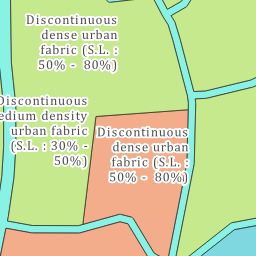 Discontinuous
dense urban
fabric (S.L. :
50% -  80%)
Discontinuous
edium density
urban fabric
(S.L. : 30% -
50%)
Discontinuous
dense urban
fabric (S.L. :
50% -  80%)